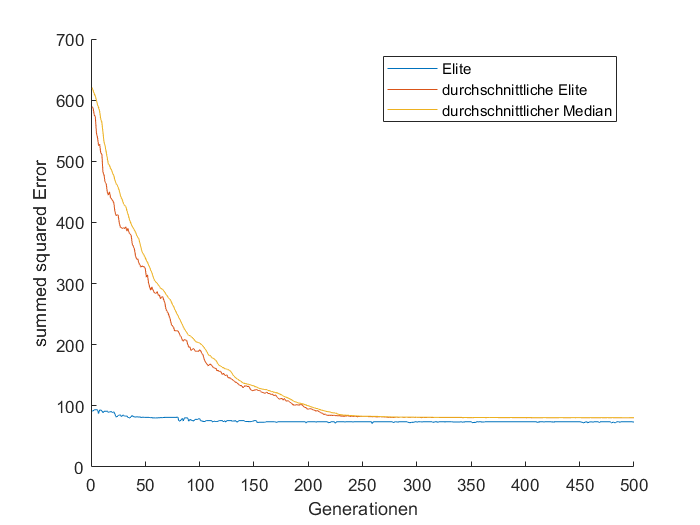 700
600
500
400
300
200
100
0
summed squared Error
Elite
durchschnittliche Elite
durchschnittlicher Median
0 50 100 150 200 250 300 350 400 450 500
Generationen